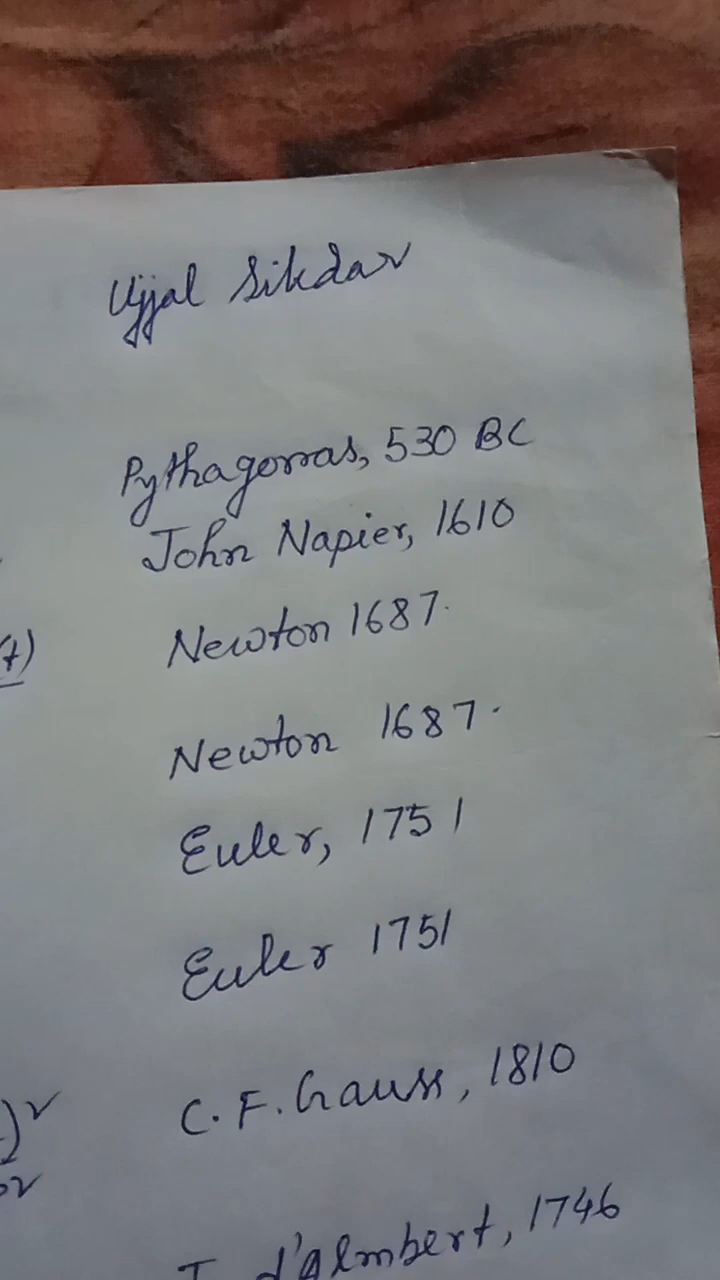 Ujjal Sikdar
Pythagorras, 530 BC
John Napier, 1610
Newton 1687.
Newton 1687.
Euler, 1751
Euler 1751
C. F. Gauss, 1810
d'Almbert, 1746